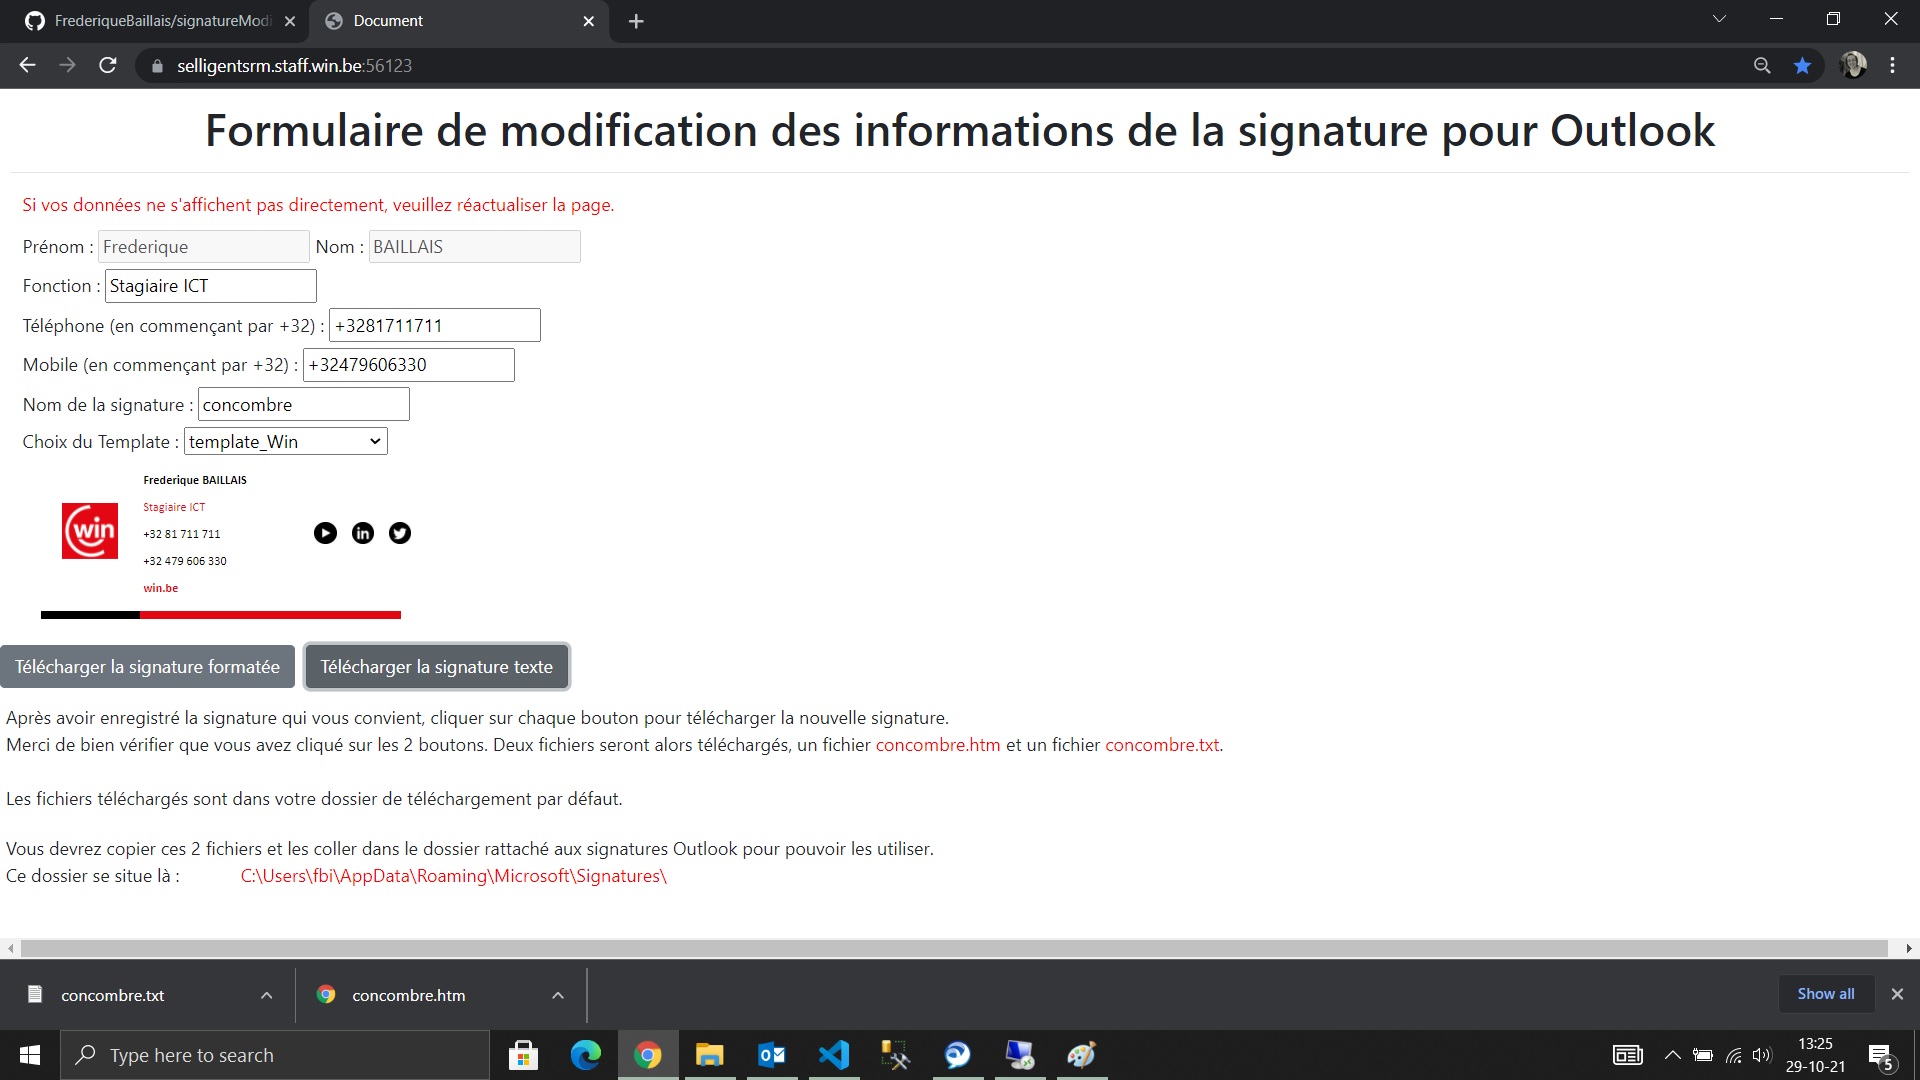 FrederiqueBaillais/signatureModi
Document
selligentsrm.staff.win.be:56123
Formulaire de modification des informations de la signature pour Outlook
Si vos données ne s'affichent pas directement, veuillez réactualiser la page.
Prénom : Frederique Nom : BAILLAIS
Fonction : Stagiaire ICT
Téléphone (en commençant par +32) : +3281711711
Mobile (en commençant par +32) : +32479606330
Nom de la signature : concombre
Choix du Template : template_Win
Frederique BAILLAIS
Stagiaire ICT
win
+32 81 711 711
in
+32 479 606 330
win.be
Télécharger la signature formatée Télécharger la signature texte
Après avoir enregistré la signature qui vous convient, cliquer sur chaque bouton pour télécharger la nouvelle signature.
Merci de bien vérifier que vous avez cliqué sur les 2 boutons. Deux fichiers seront alors téléchargés, un fichier concombre.htm et un fichier concombre.txt.
Les fichiers téléchargés sont dans votre dossier de téléchargement par défaut.
Vous devrez copier ces 2 fichiers et les coller dans le dossier rattaché aux signatures Outlook pour pouvoir les utiliser.
Ce dossier se situe là : C:\Users\fbi\AppData\Roaming\Microsoft\Signatures\
concombre.txt concombre.htm Show all
Type here to search
13:25
29-10-21
5